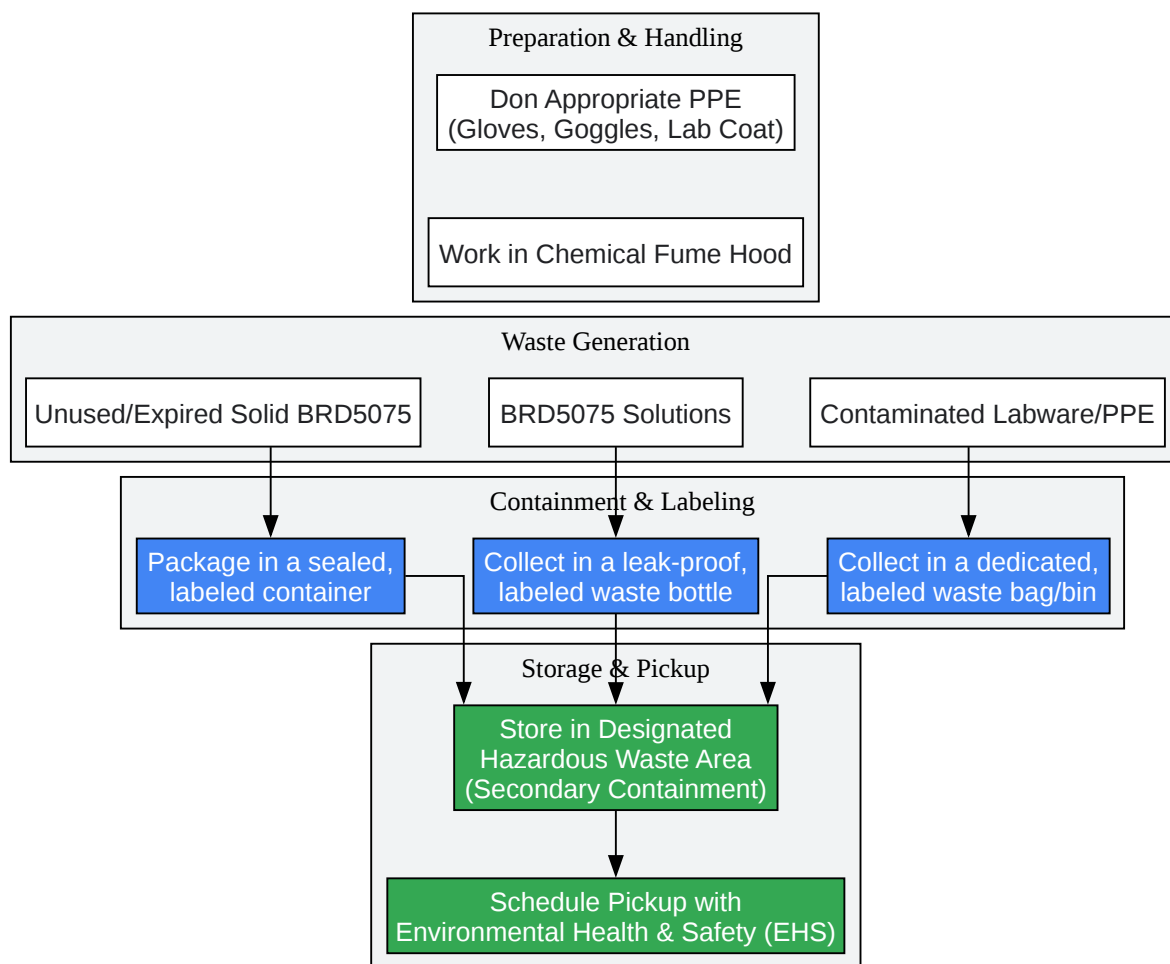 Preparation & Handling
Don Appropriate PPE
(Gloves, Goggles, Lab Coat)
Work in Chemical Fume Hood
Waste Generation
Unused/Expired Solid BRD5075
BRD5075 Solutions
Contaminated Labware/PPE
Containment & Labeling
Package in a sealed,
labeled container
Collect in a leak-proof,
labeled waste bottle
Collect in a dedicated,
labeled waste bag/bin
Storage & Pickup
Store in Designated
Hazardous Waste Area
(Secondary Containment)
Schedule Pickup with
Environmental Health & Safety (EHS)